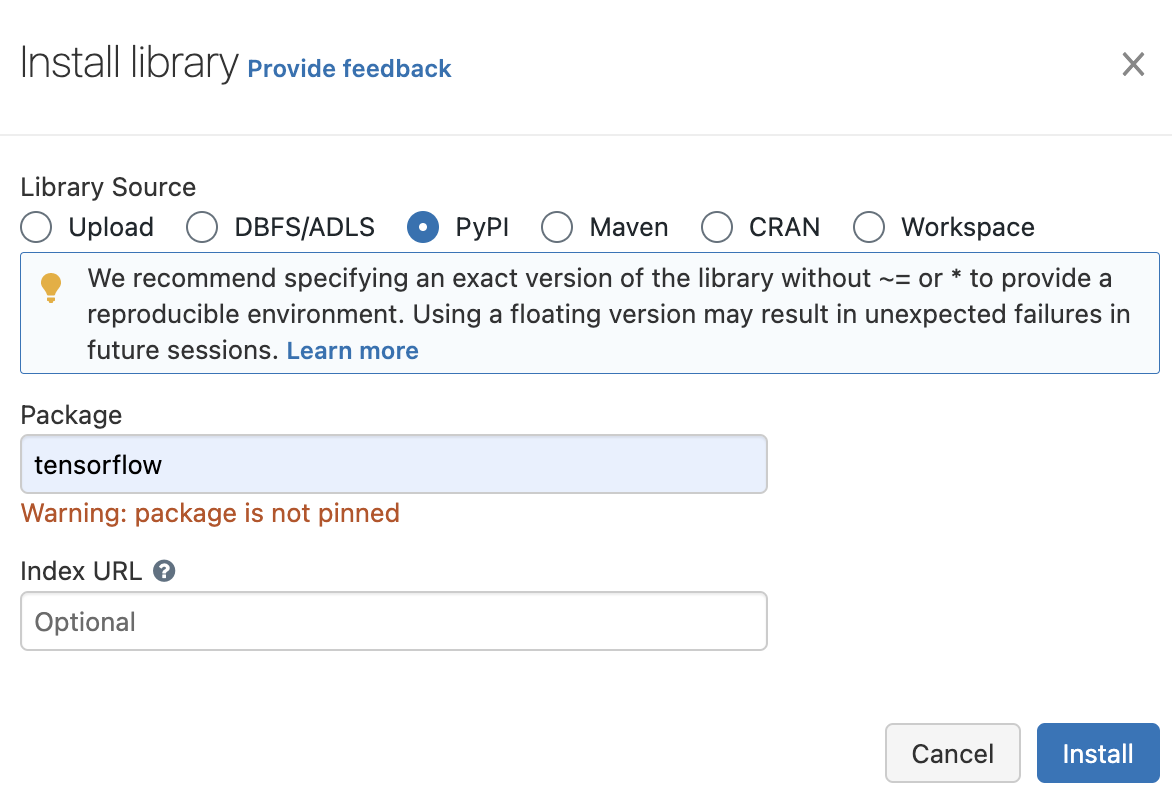 Install library Provide feedback
Library Source
Upload DBFS/ADLS PyPI Maven CRAN Workspace
We recommend specifying an exact version of the library without ~= or * to provide a
reproducible environment. Using a floating version may result in unexpected failures in
future sessions. Learn more
Package
tensorflow
Warning: package is not pinned
Index URL ?
Optional
Cancel Install